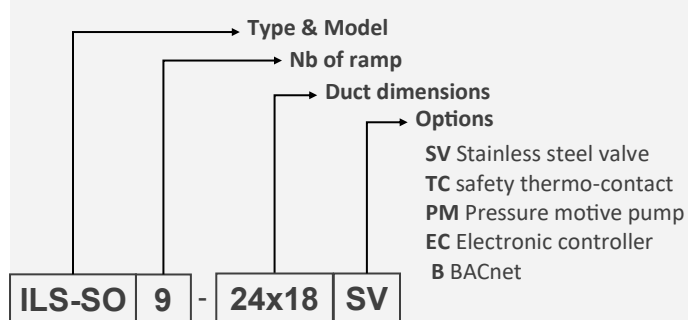 Type & Model
Nb of ramp
Duct dimensions
Options
SV Stainless steel valve
TC safety thermo-contact
PM Pressure motive pump
EC Electronic controller
B BACnet
ILS-SO 9 - 24x18 SV